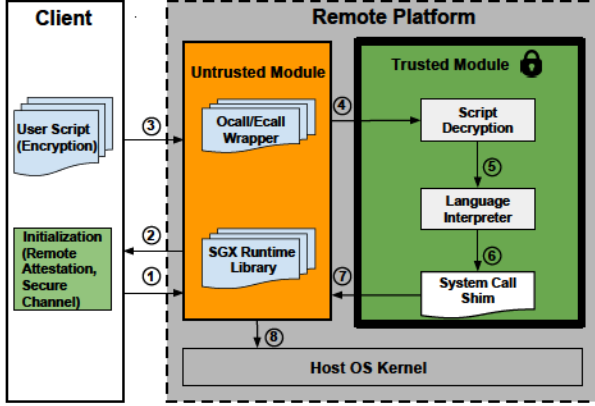 Client
Remote Platform
Untrusted Module
Trusted Module
User Script
(Encryption)
3
Ocall/Ecall
Wrapper
4
Script
Decryption
5
Language
Interpreter
6
System Call
Shim
Initialization
(Remote
Attestation,
Secure
Channel)
2
1
SGX Runtime
Library
7
8
Host OS Kernel